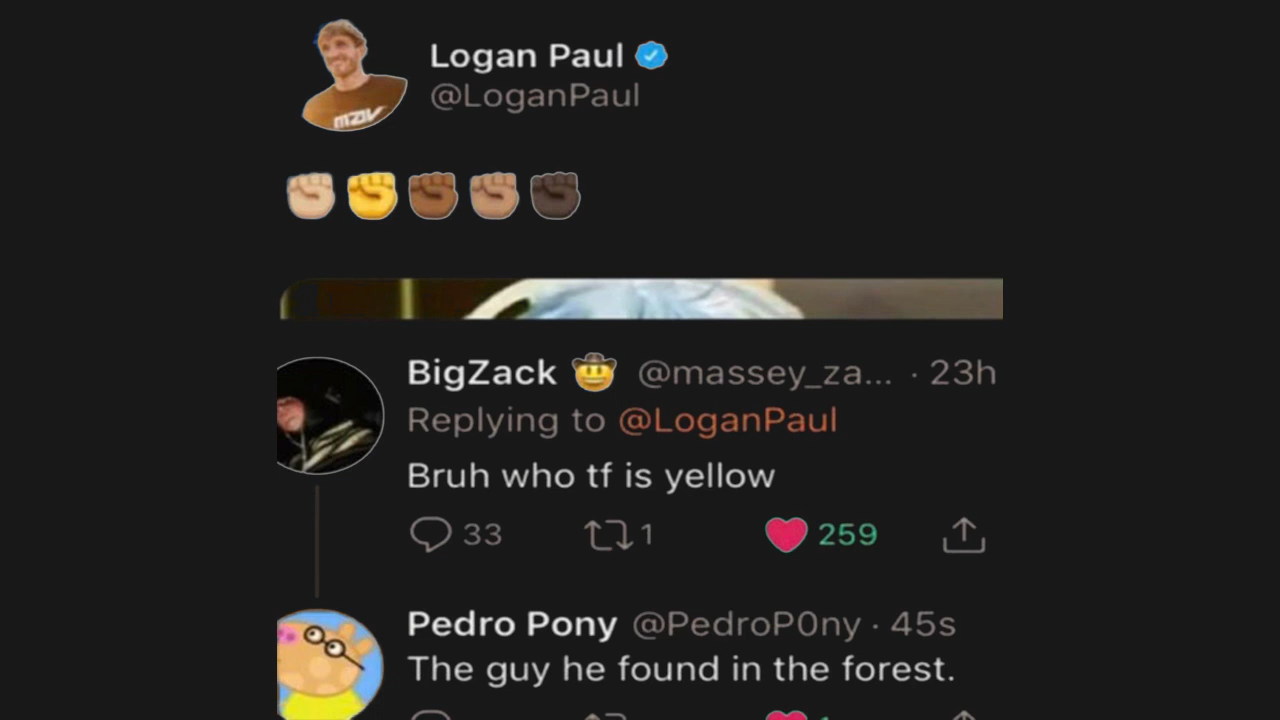 Logan Paul
@LoganPaul
✊🏻✊✊🏾✊🏽✊🏿
BigZack 🤠 @massey_za... · 23h
Replying to @LoganPaul
Bruh who tf is yellow
33 1 259
Pedro Pony @PedroP0ny · 45s
The guy he found in the forest.